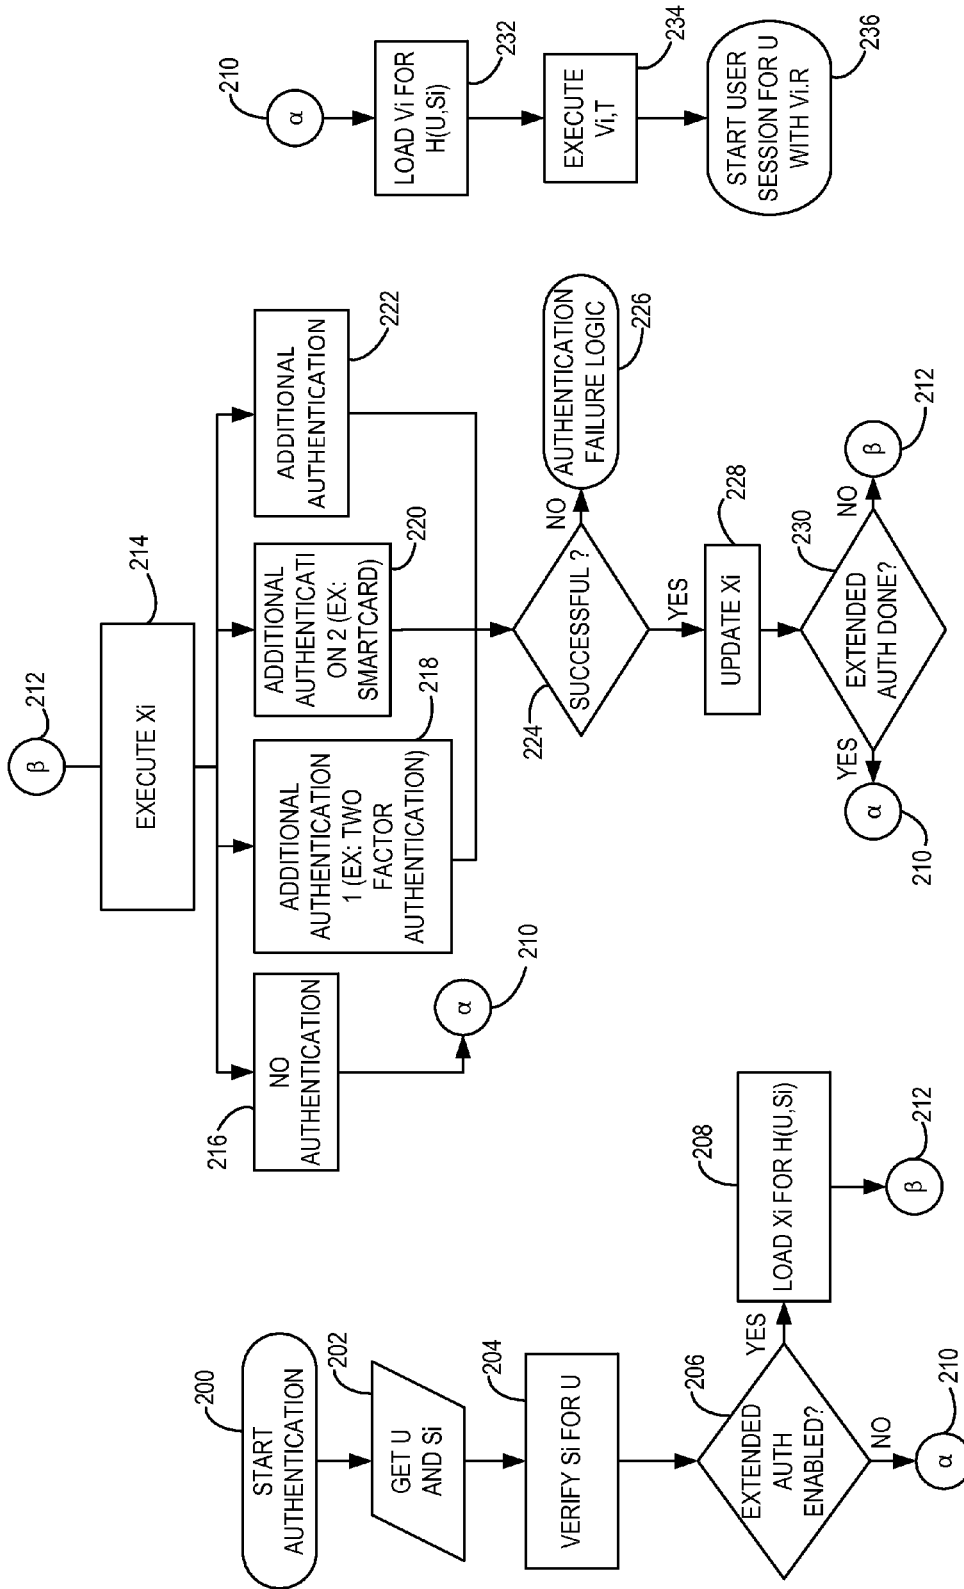 200
START
AUTHENTICATION
202
GET U
AND Si
204
VERIFY Si FOR U
206
EXTENDED
AUTH
ENABLED?
YES
NO
210
α
208
LOAD Xi FOR H(U,Si)
212
β
212
β
214
EXECUTE Xi
216
NO
AUTHENTICATION
210
α
218
ADDITIONAL
AUTHENTICATION
1 (EX: TWO
FACTOR
AUTHENTICATION)
220
ADDITIONAL
AUTHENTICATI
ON 2 (EX:
SMARTCARD)
222
ADDITIONAL
AUTHENTICATION
224
SUCCESSFUL ?
NO
AUTHENTICATION
FAILURE LOGIC
226
YES
228
UPDATE Xi
230
EXTENDED
AUTH DONE?
YES
α
210
NO
β
212
210
α
LOAD Vi FOR
H(U,Si)
232
EXECUTE
Vi,T
234
START USER
SESSION FOR U
WITH Vi.R
236